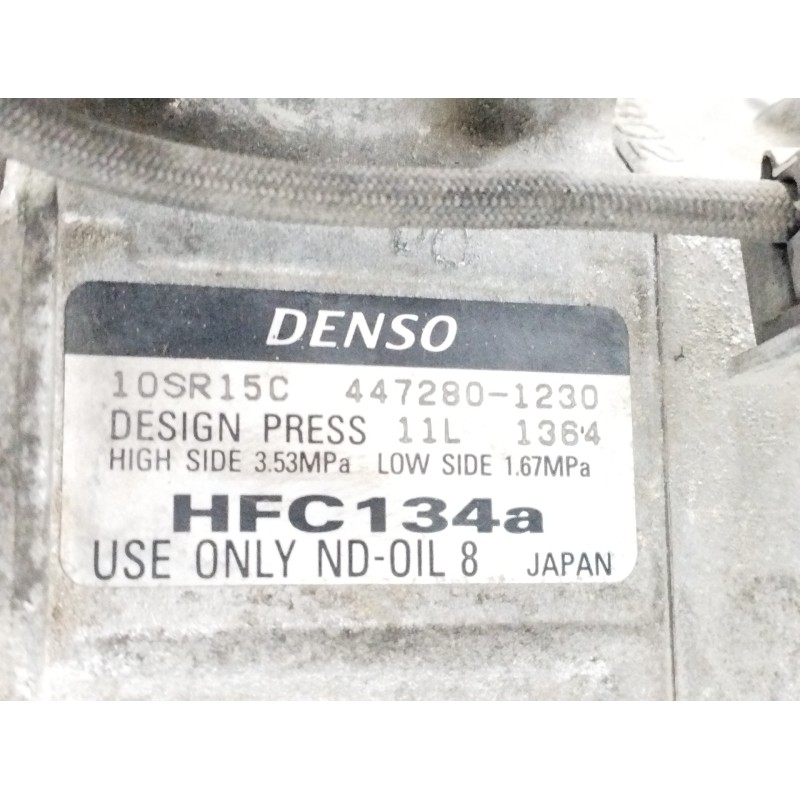 DENSO
10SR15C 447280-1230
DESIGN PRESS 11L 1364
HIGH SIDE 3.53MPa LOW SIDE 1.67MPa
HFC134a
USE ONLY ND-OIL 8 JAPAN